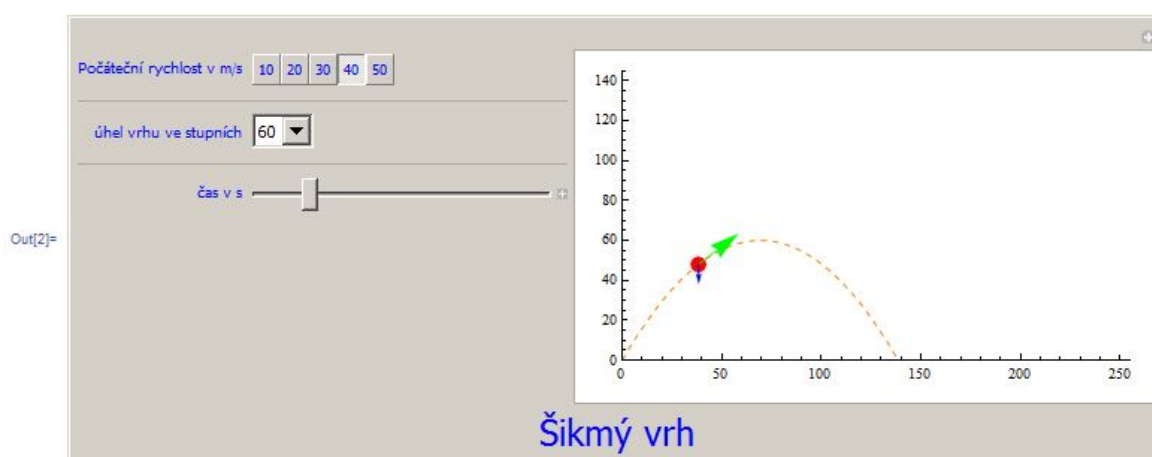 Počáteční rychlost v m/s 10 20 30 40 50
úhel vrhu ve stupních 60
čas v s
Out[2]=
140
120
100
80
60
40
20
0
0 50 100 150 200 250
Šikmý vrh